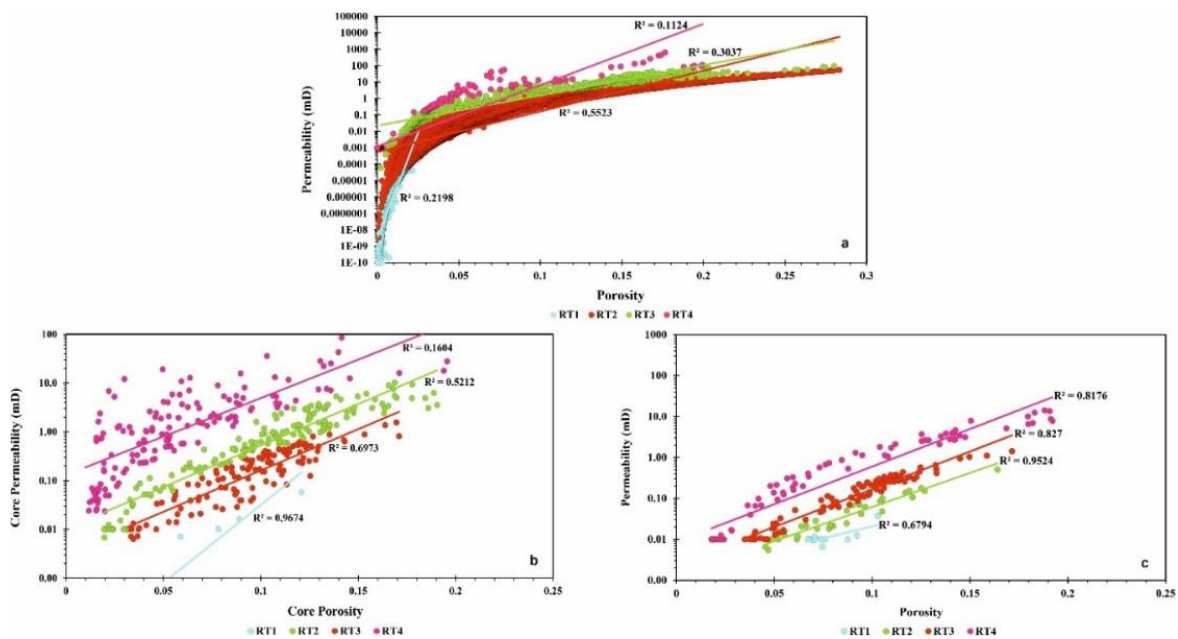 100000
10000
1000
100
10
1
0.1
0.01
0.001
0.0001
0.00001
0.000001
0,0000001
1E-08
1E-09
1E-10
Permeability (mD)
R² = 0.1124
R² = 0.3037
R² = 0,5523
R² = 0.2198
a
0 0.05 0.1 0.15 0.2 0.25 0.3
Porosity
RT1 RT2 RT3 RT4
100
10.0
1.00
0.10
0.01
0,00
Core Permeability (mD)
R² = 0.1604
R² = 0.5212
R² = 0.6973
R² = 0.9674
b
0 0.05 0.1 0.15 0.2 0.25
Core Porosity
RT1 RT2 RT3 RT4
1000
100
10.0
1.00
0.10
0.01
0.00
Permeability (mD)
R² = 0.8176
R² = 0.827
R² = 0.9524
R² = 0.6794
c
0 0.05 0.1 0.15 0.2 0.25
Porosity
RT1 RT2 RT3 RT4